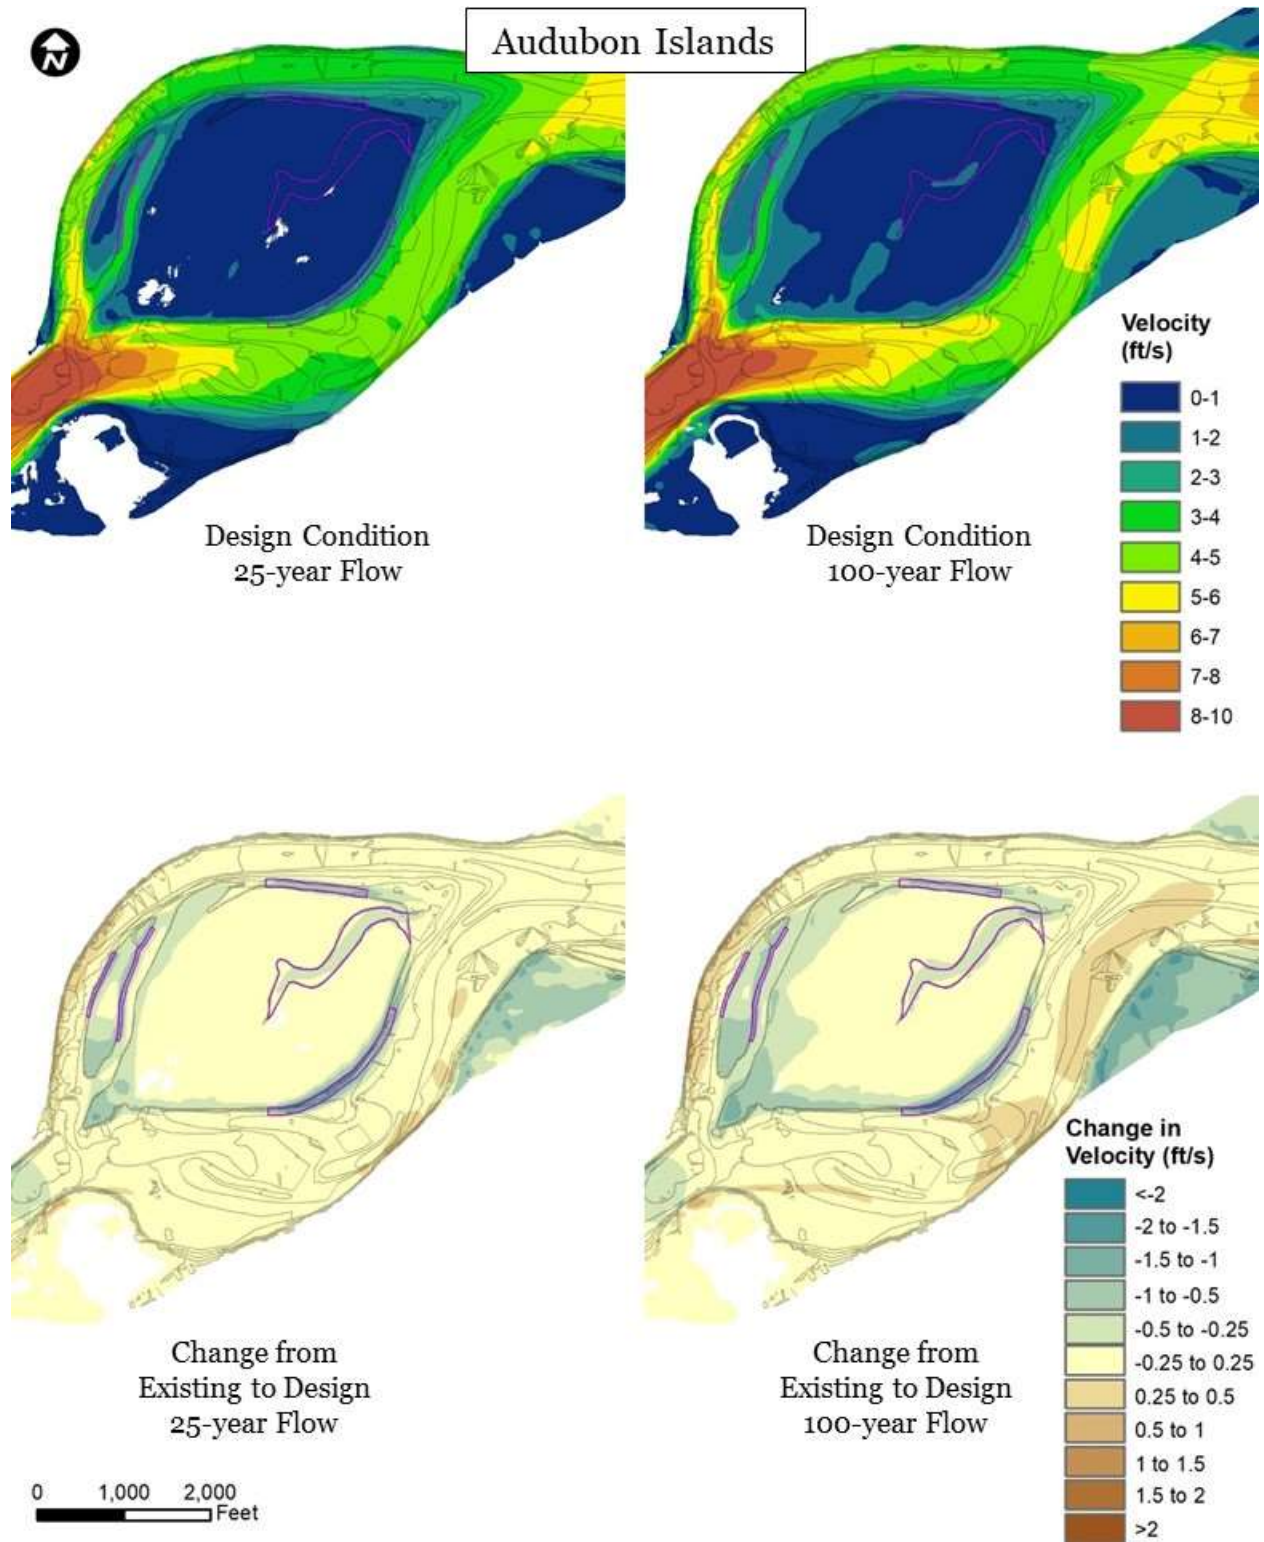 Audubon Islands
N
Design Condition
25-year Flow
Design Condition
100-year Flow
Velocity
(ft/s)
0-1
1-2
2-3
3-4
4-5
5-6
6-7
7-8
8-10
Change from
Existing to Design
25-year Flow
Change from
Existing to Design
100-year Flow
Change in
Velocity (ft/s)
<-2
-2 to -1.5
-1.5 to -1
-1 to -0.5
-0.5 to -0.25
-0.25 to 0.25
0.25 to 0.5
0.5 to 1
1 to 1.5
1.5 to 2
>2
0 1,000 2,000
Feet